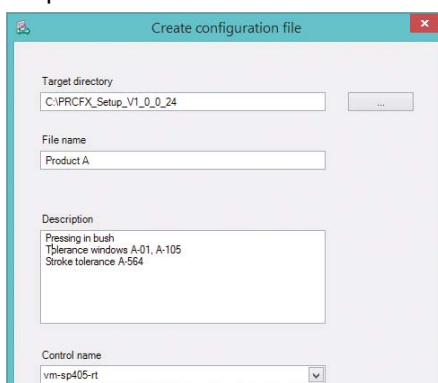 Create configuration file
Target directory
C:\PRCFX_Setup_V1_0_0_24
...
File name
Product A
Description
Pressing in bush
Tolerance windows A-01, A-105
Stroke tolerance A-564
Control name
vm-sp405-rt